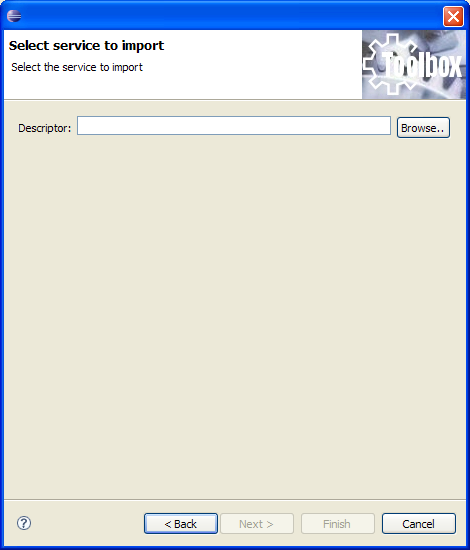 Select service to import
Select the service to import
Toolbox
Descriptor:
Browse..
?
< Back
Next >
Finish
Cancel